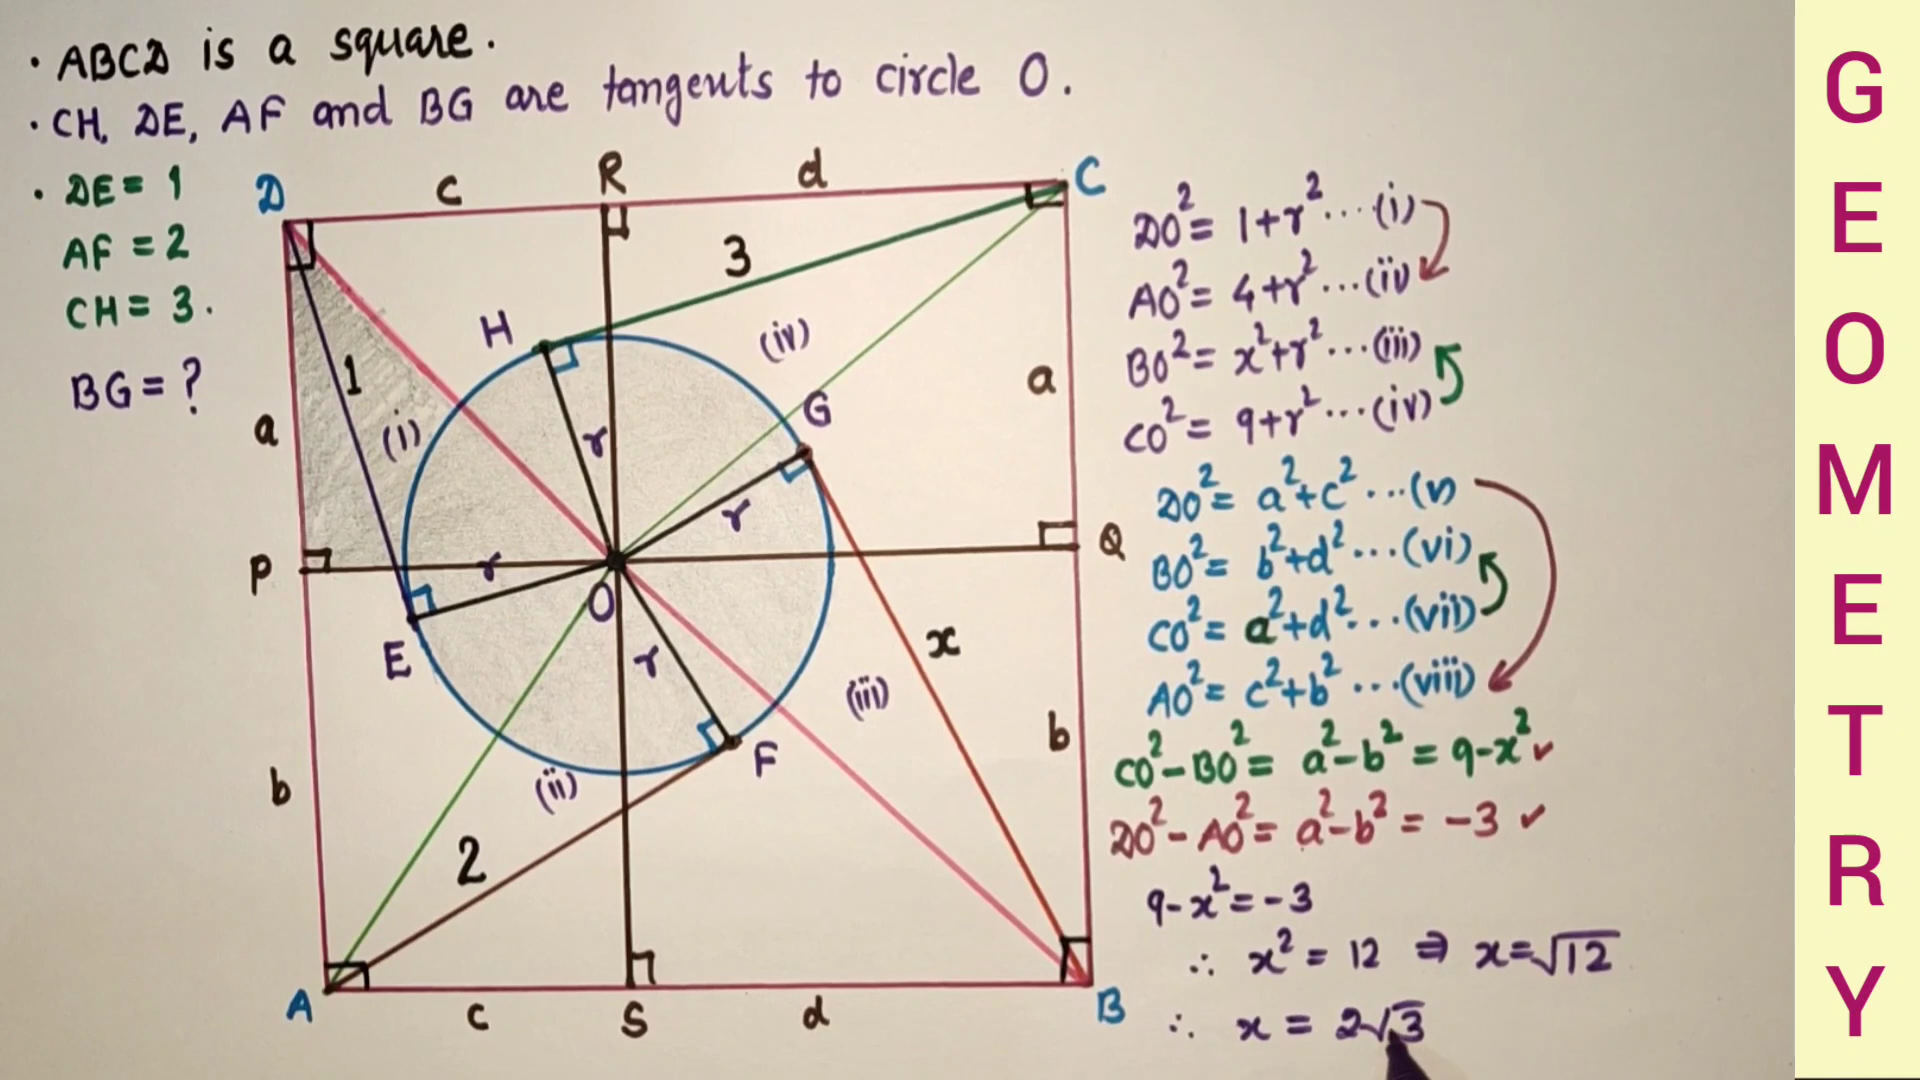 · ABCD is a square.
· CH, DE, AF and BG are tangents to circle O.
· DE = 1
AF = 2
CH = 3.
BG = ?
D c R d C
3
H
(iv)
1
a
(i)
r
G
a
r
P
r
O
Q
E
r
x
(iii)
b
F
b
(ii)
2
A c S d B
DO² = 1+r² ... (i)
AO² = 4+r² ... (ii)
BO² = x²+r² ... (iii)
CO² = 9+r² ... (iv)
DO² = a²+c² ... (v)
BO² = b²+d² ... (vi)
CO² = a²+d² ... (vii)
AO² = c²+b² ... (viii)
CO²-BO² = a²-b² = 9-x² ✓
DO²-AO² = a²-b² = -3 ✓
9-x² = -3
∴ x² = 12 ⇒ x=√12
∴ x = 2√3
GEOMETRY